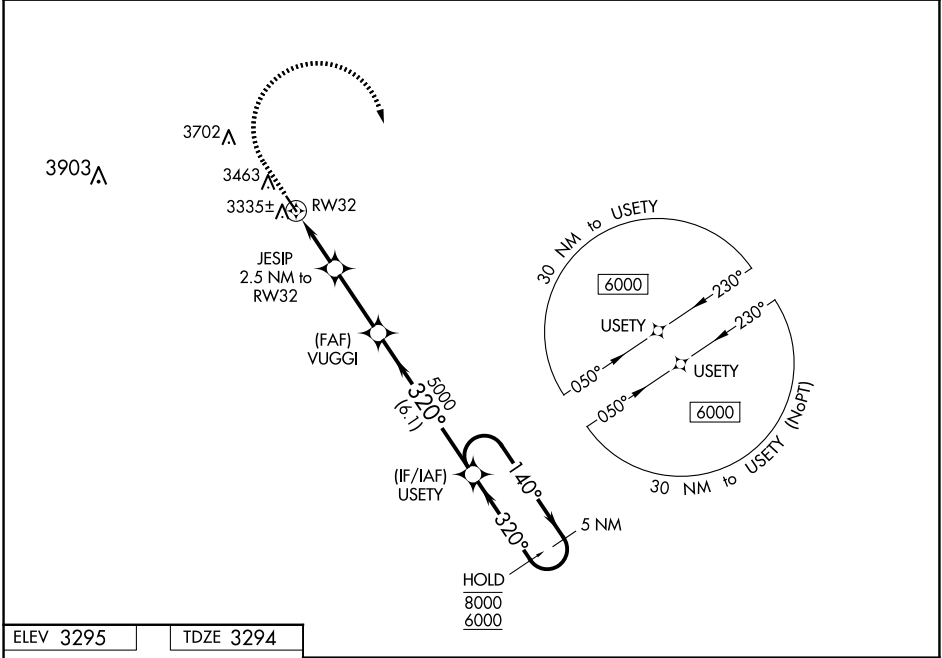 3702
3903
3463
3335±
RW32
JESIP
2.5 NM to
RW32
(FAF)
VUGGI
5000
320°
(6.1)
(IF/IAF)
USETY
140°
320°
5 NM
HOLD
8000
6000
30 NM to USETY
6000
230°
USETY
050°
230°
USETY
050°
6000
30 NM to USETY (NoPT)
ELEV 3295
TDZE 3294